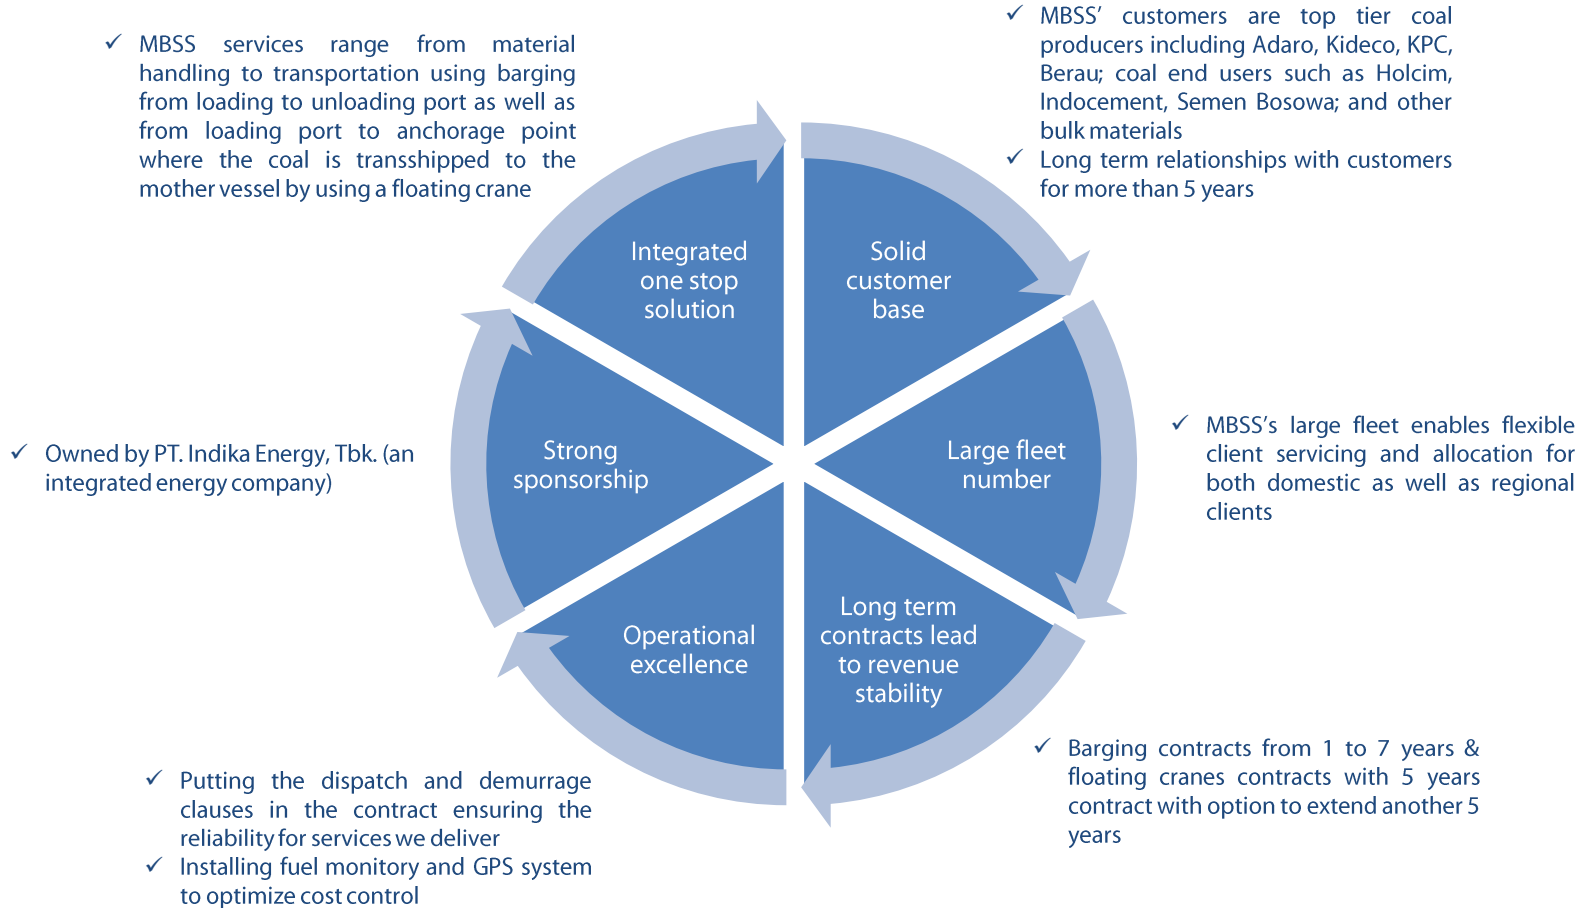 ✓ MBSS services range from material
handling to transportation using barging
from loading to unloading port as well as
from loading port to anchorage point
where the coal is transshipped to the
mother vessel by using a floating crane
✓ MBSS’ customers are top tier coal
producers including Adaro, Kideco, KPC,
Berau; coal end users such as Holcim,
Indocement, Semen Bosowa; and other
bulk materials
✓ Long term relationships with customers
for more than 5 years
Integrated
one stop
solution
Solid
customer
base
✓ Owned by PT. Indika Energy, Tbk. (an
integrated energy company)
Strong
sponsorship
Large fleet
number
✓ MBSS’s large fleet enables flexible
client servicing and allocation for
both domestic as well as regional
clients
Operational
excellence
Long term
contracts lead
to revenue
stability
✓ Putting the dispatch and demurrage
clauses in the contract ensuring the
reliability for services we deliver
✓ Installing fuel monitory and GPS system
to optimize cost control
✓ Barging contracts from 1 to 7 years &
floating cranes contracts with 5 years
contract with option to extend another 5
years